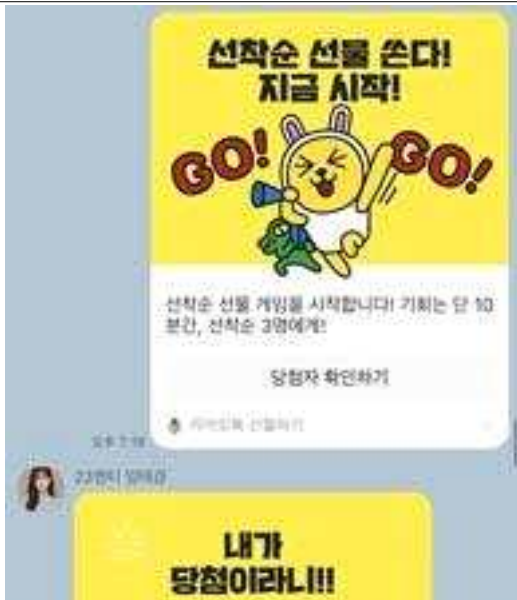 선착순 선물 쏜다!
지금 시작!
GO! GO!
선착순 선물 게임을 시작합니다! 기회는 단 10
분간, 선착순 3명에게!
당첨자 확인하기
내가
당첨이라니!!